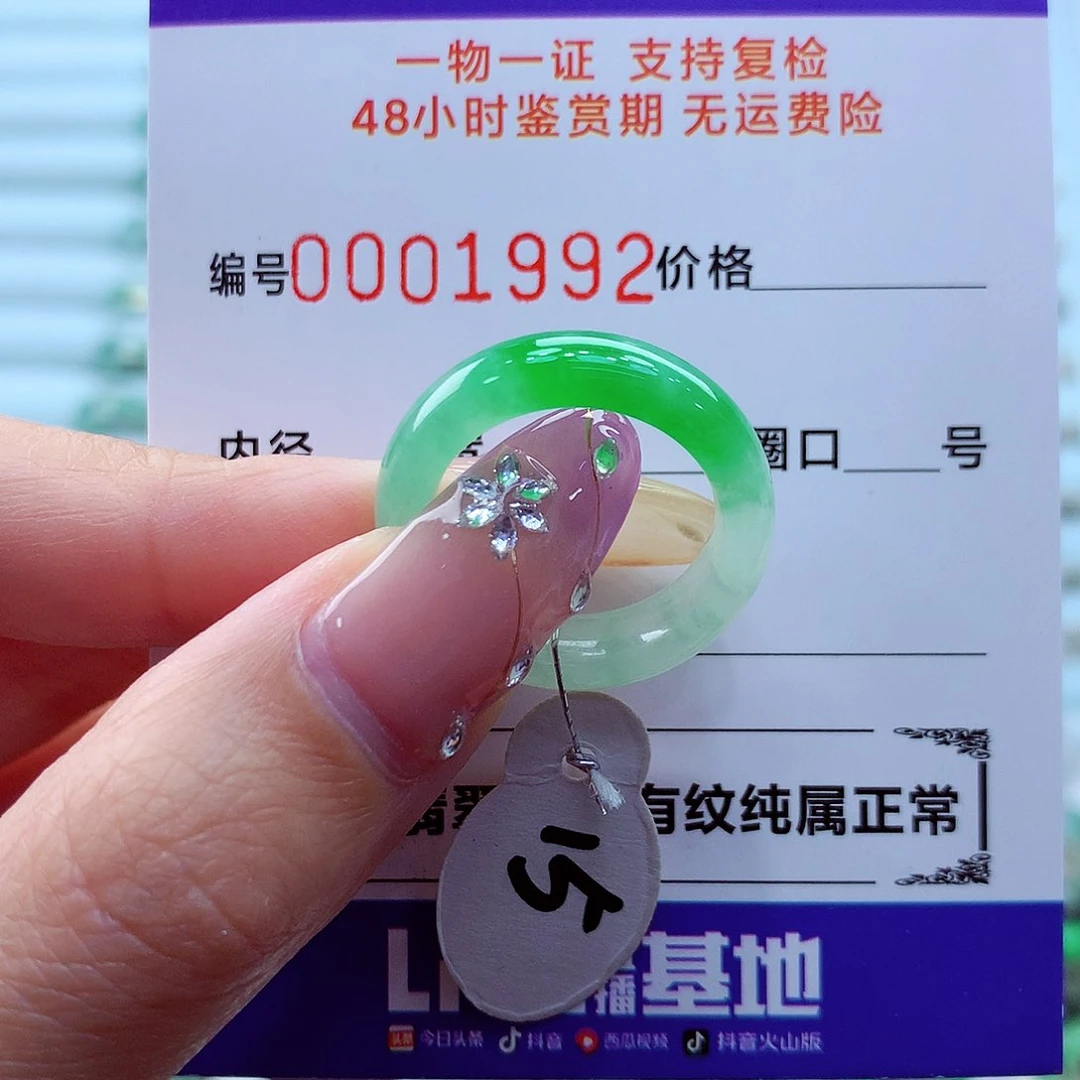 一物一证 支持复检
48小时鉴赏期 无运费险
编号0001992价格
内径 圈口 号
有纹纯属正常
15
播基地
今日头条 抖音 西瓜视频 抖音火山版